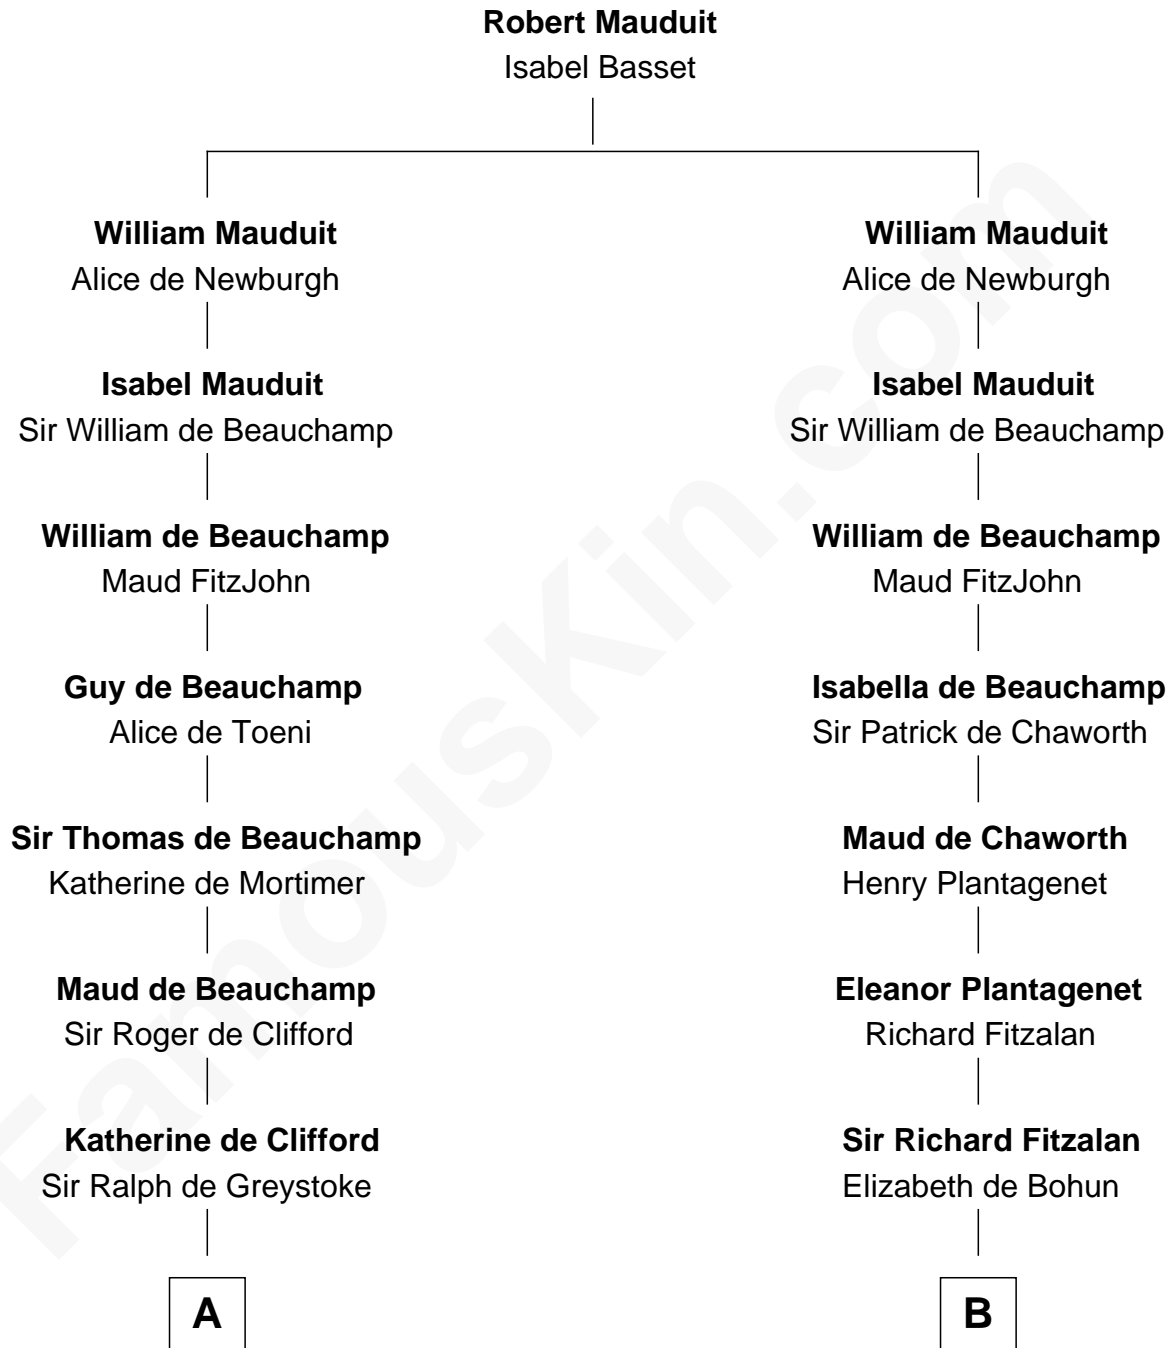 Robert Mauduit
Isabel Basset
William Mauduit
Alice de Newburgh
William Mauduit
Alice de Newburgh
Isabel Mauduit
Sir William de Beauchamp
Isabel Mauduit
Sir William de Beauchamp
William de Beauchamp
Maud FitzJohn
William de Beauchamp
Maud FitzJohn
Guy de Beauchamp
Alice de Toeni
Isabella de Beauchamp
Sir Patrick de Chaworth
Sir Thomas de Beauchamp
Katherine de Mortimer
Maud de Chaworth
Henry Plantagenet
Maud de Beauchamp
Sir Roger de Clifford
Eleanor Plantagenet
Richard Fitzalan
Katherine de Clifford
Sir Ralph de Greystoke
Sir Richard Fitzalan
Elizabeth de Bohun
A
B
FamousKin.com